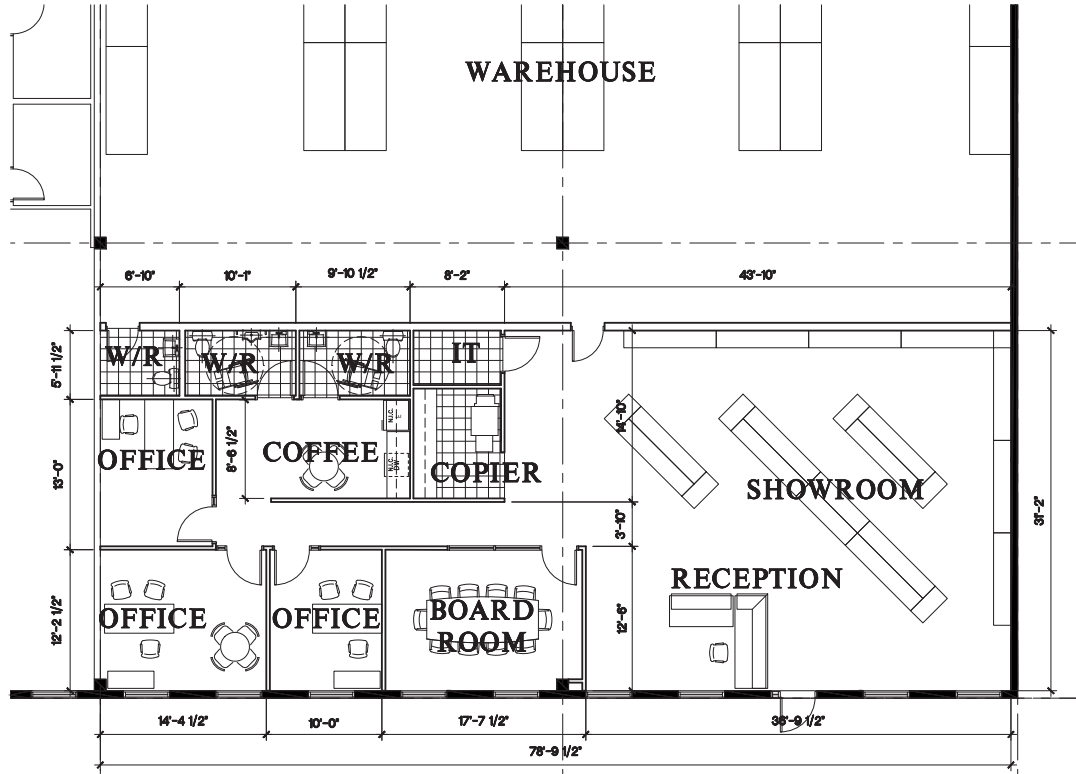 WAREHOUSE
6'-10"
10'-1"
9'-10 1/2"
8'-2"
43'-10"
W/R
W/R
W/R
IT
5'-11 1/2"
14'-10"
N.I.C.
OFFICE
8'-6 1/2"
COFFEE
N.I.C.
DW
COPIER
13'-0"
SHOWROOM
31'-2"
3'-10"
RECEPTION
OFFICE
OFFICE
BOARD
ROOM
12'-2 1/2"
12'-6"
14'-4 1/2"
10'-0"
17'-7 1/2"
36'-9 1/2"
78'-9 1/2"